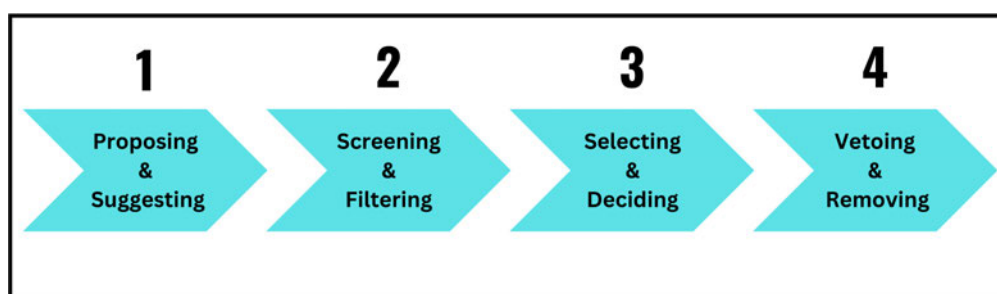 1
Proposing
&
Suggesting
2
Screening
&
Filtering
3
Selecting
&
Deciding
4
Vetoing
&
Removing